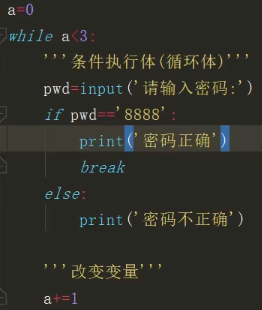 a=0
while a<3:
    '''条件执行体(循环体)'''
    pwd=input('请输入密码:')
    if pwd=='8888':
        print('密码正确')
        break
    else:
        print('密码不正确')
    '''改变变量'''
    a+=1